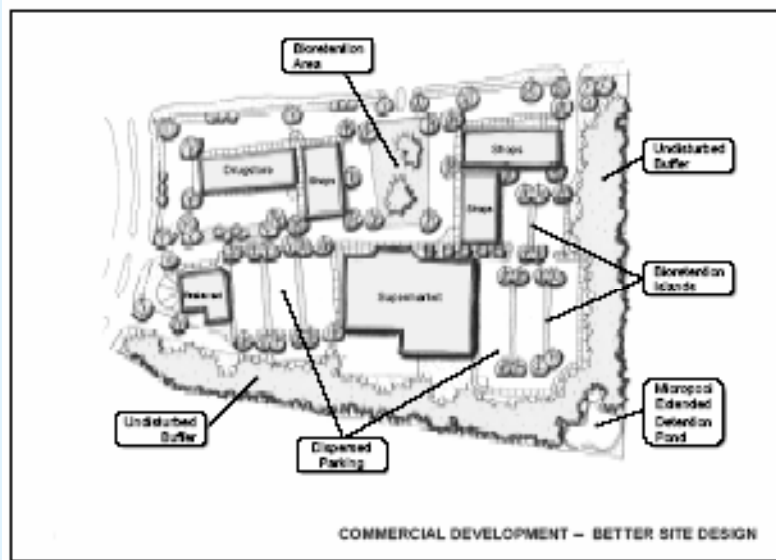 Bioretention
Area
Shops
Undisturbed
Buffer
Drugstore
Shops
Shops
Supermarket
Bioretention
Islands
Micropool
Extended
Detention
Pond
Undisturbed
Buffer
Dispersed
Parking
COMMERCIAL DEVELOPMENT – BETTER SITE DESIGN